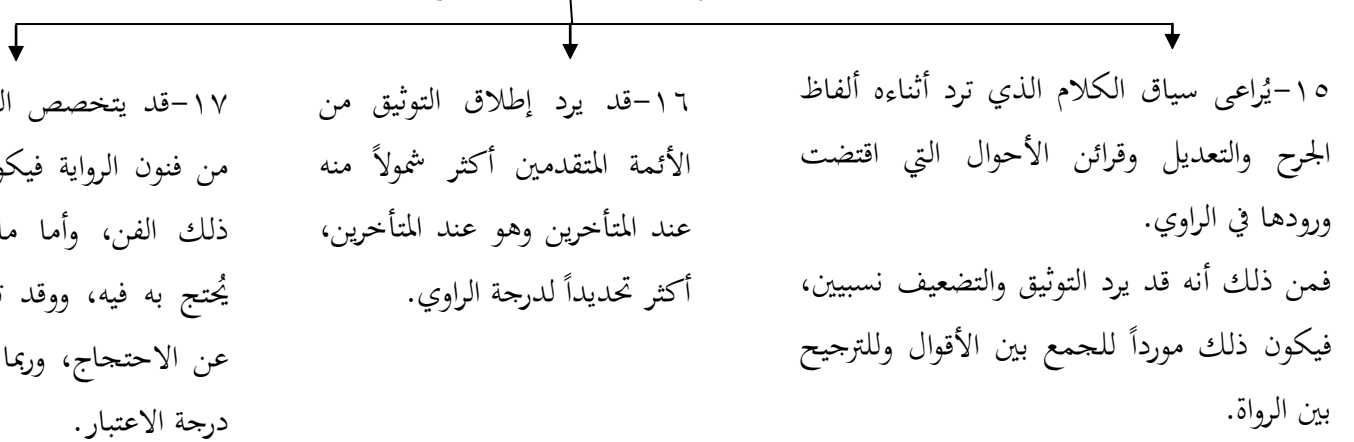 ١٥-يُراعى سياق الكلام الذي ترد أثناءه ألفاظ
الجرح والتعديل وقرائن الأحوال التي اقتضت
ورودها في الراوي.
فمن ذلك أنه قد يرد التوثيق والتضعيف نسبيين،
فيكون ذلك مورداً للجمع بين الأقوال وللترجيح
بين الرواة.
١٦-قد يرد إطلاق التوثيق من
الأئمة المتقدمين أكثر شمولاً منه
عند المتأخرين وهو عند المتأخرين،
أكثر تحديداً لدرجة الراوي.
١٧-قد يتخصص
من فنون الرواية
ذلك الفن، وأما
يُحتج به فيه، ووقد
عن الاحتجاج، وربما
درجة الاعتبار.